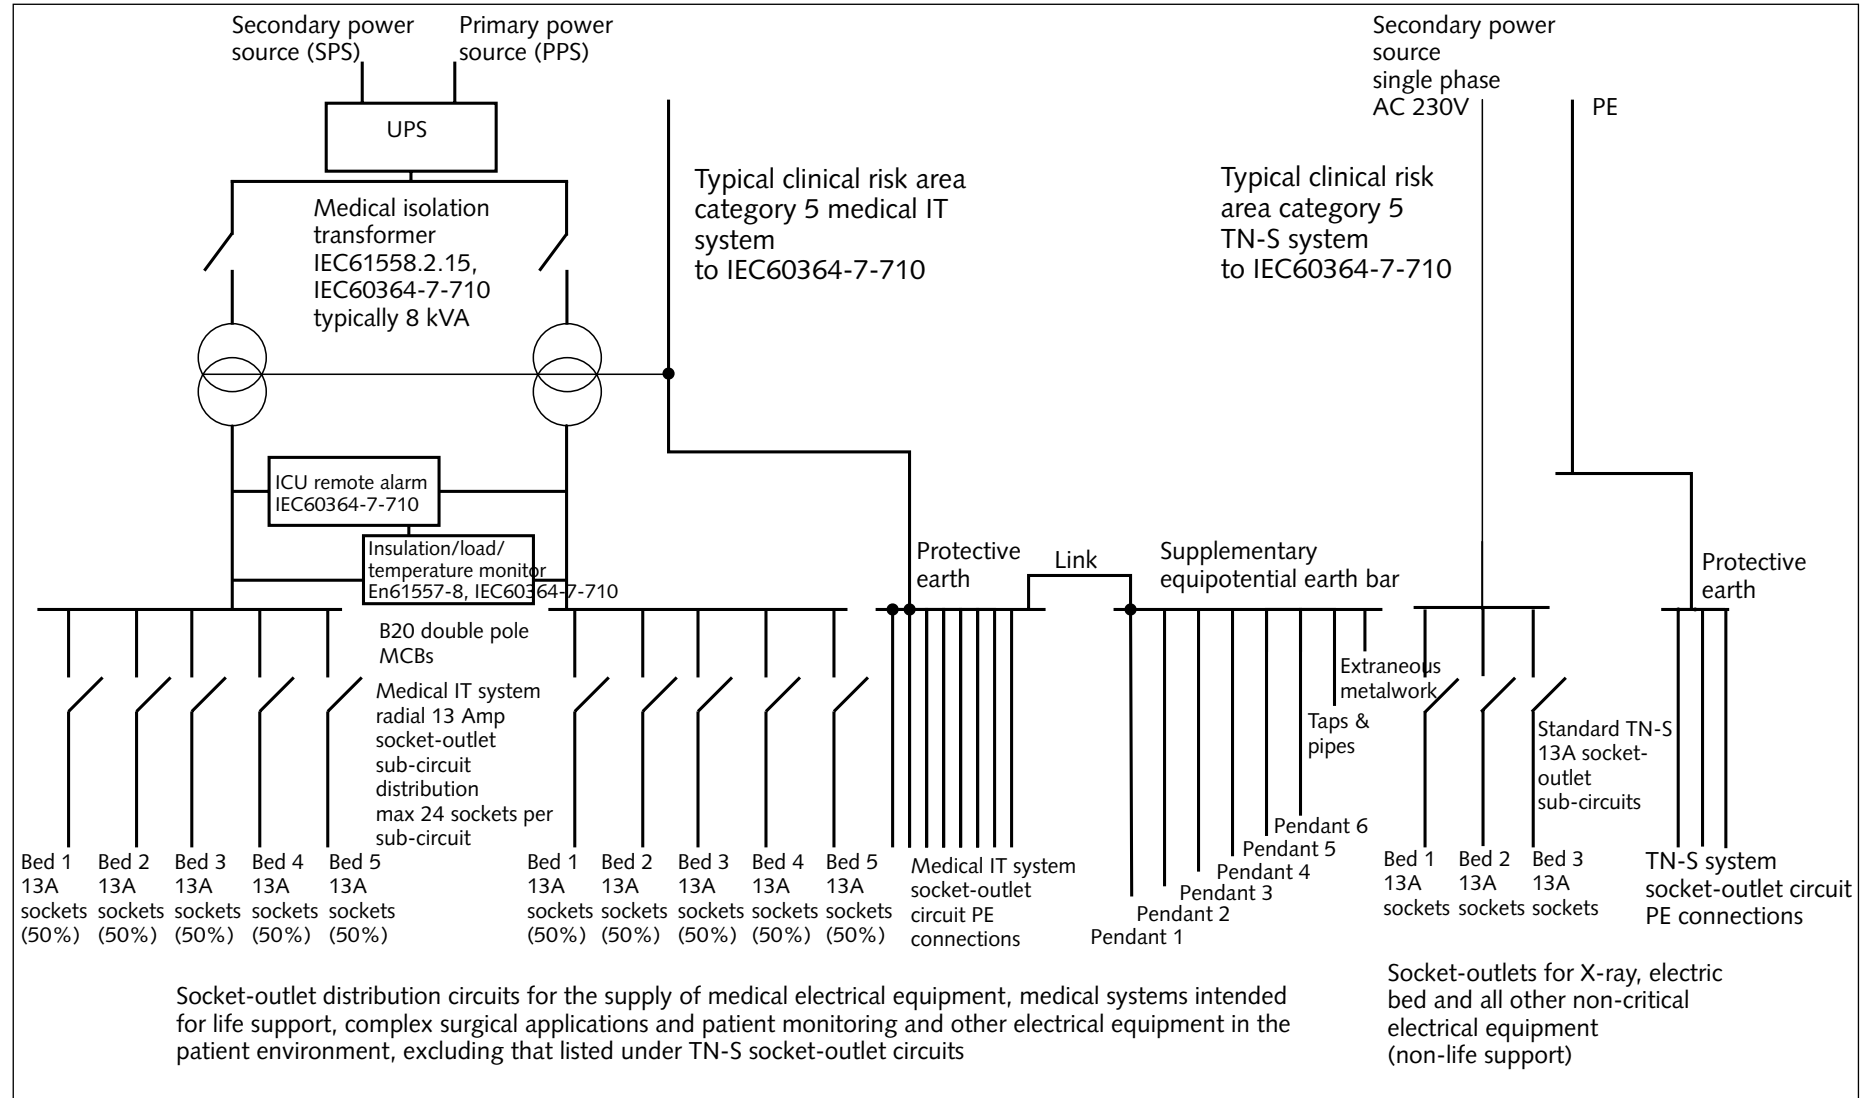 Secondary power
source (SPS)
Primary power
source (PPS)
UPS
Medical isolation
transformer
IEC61558.2.15,
IEC60364-7-710
typically 8 kVA
Typical clinical risk area
category 5 medical IT
system
to IEC60364-7-710
Secondary power
source
single phase
AC 230V
PE
Typical clinical risk
area category 5
TN-S system
to IEC60364-7-710
ICU remote alarm
IEC60364-7-710
Insulation/load/
temperature monitor
En61557-8, IEC60364-7-710
Protective
earth
Link
Supplementary
equipotential earth bar
Protective
earth
B20 double pole
MCBs
Medical IT system
radial 13 Amp
socket-outlet
sub-circuit
distribution
max 24 sockets per
sub-circuit
Extraneous
metalwork
Taps &
pipes
Standard TN-S
13A socket-
outlet
sub-circuits
Bed 1
13A
sockets
(50%)
Bed 2
13A
sockets
(50%)
Bed 3
13A
sockets
(50%)
Bed 4
13A
sockets
(50%)
Bed 5
13A
sockets
(50%)
Bed 1
13A
sockets
(50%)
Bed 2
13A
sockets
(50%)
Bed 3
13A
sockets
(50%)
Bed 4
13A
sockets
(50%)
Bed 5
13A
sockets
(50%)
Medical IT system
socket-outlet
circuit PE
connections
Pendant 6
Pendant 5
Pendant 4
Pendant 3
Pendant 2
Pendant 1
Bed 1
13A
sockets
Bed 2
13A
sockets
Bed 3
13A
sockets
TN-S system
socket-outlet circuit
PE connections
Socket-outlet distribution circuits for the supply of medical electrical equipment, medical systems intended
for life support, complex surgical applications and patient monitoring and other electrical equipment in the
patient environment, excluding that listed under TN-S socket-outlet circuits
Socket-outlets for X-ray, electric
bed and all other non-critical
electrical equipment
(non-life support)